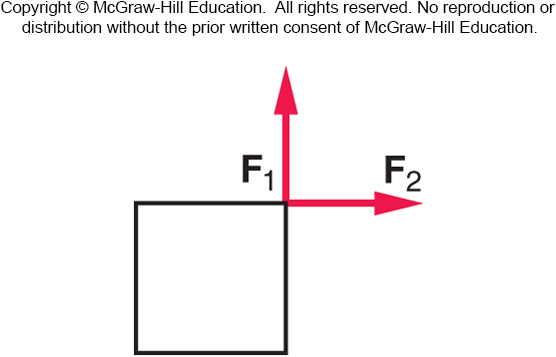 Copyright © McGraw-Hill Education.  All rights reserved. No reproduction or
distribution without the prior written consent of McGraw-Hill Education.
F₁
F₂